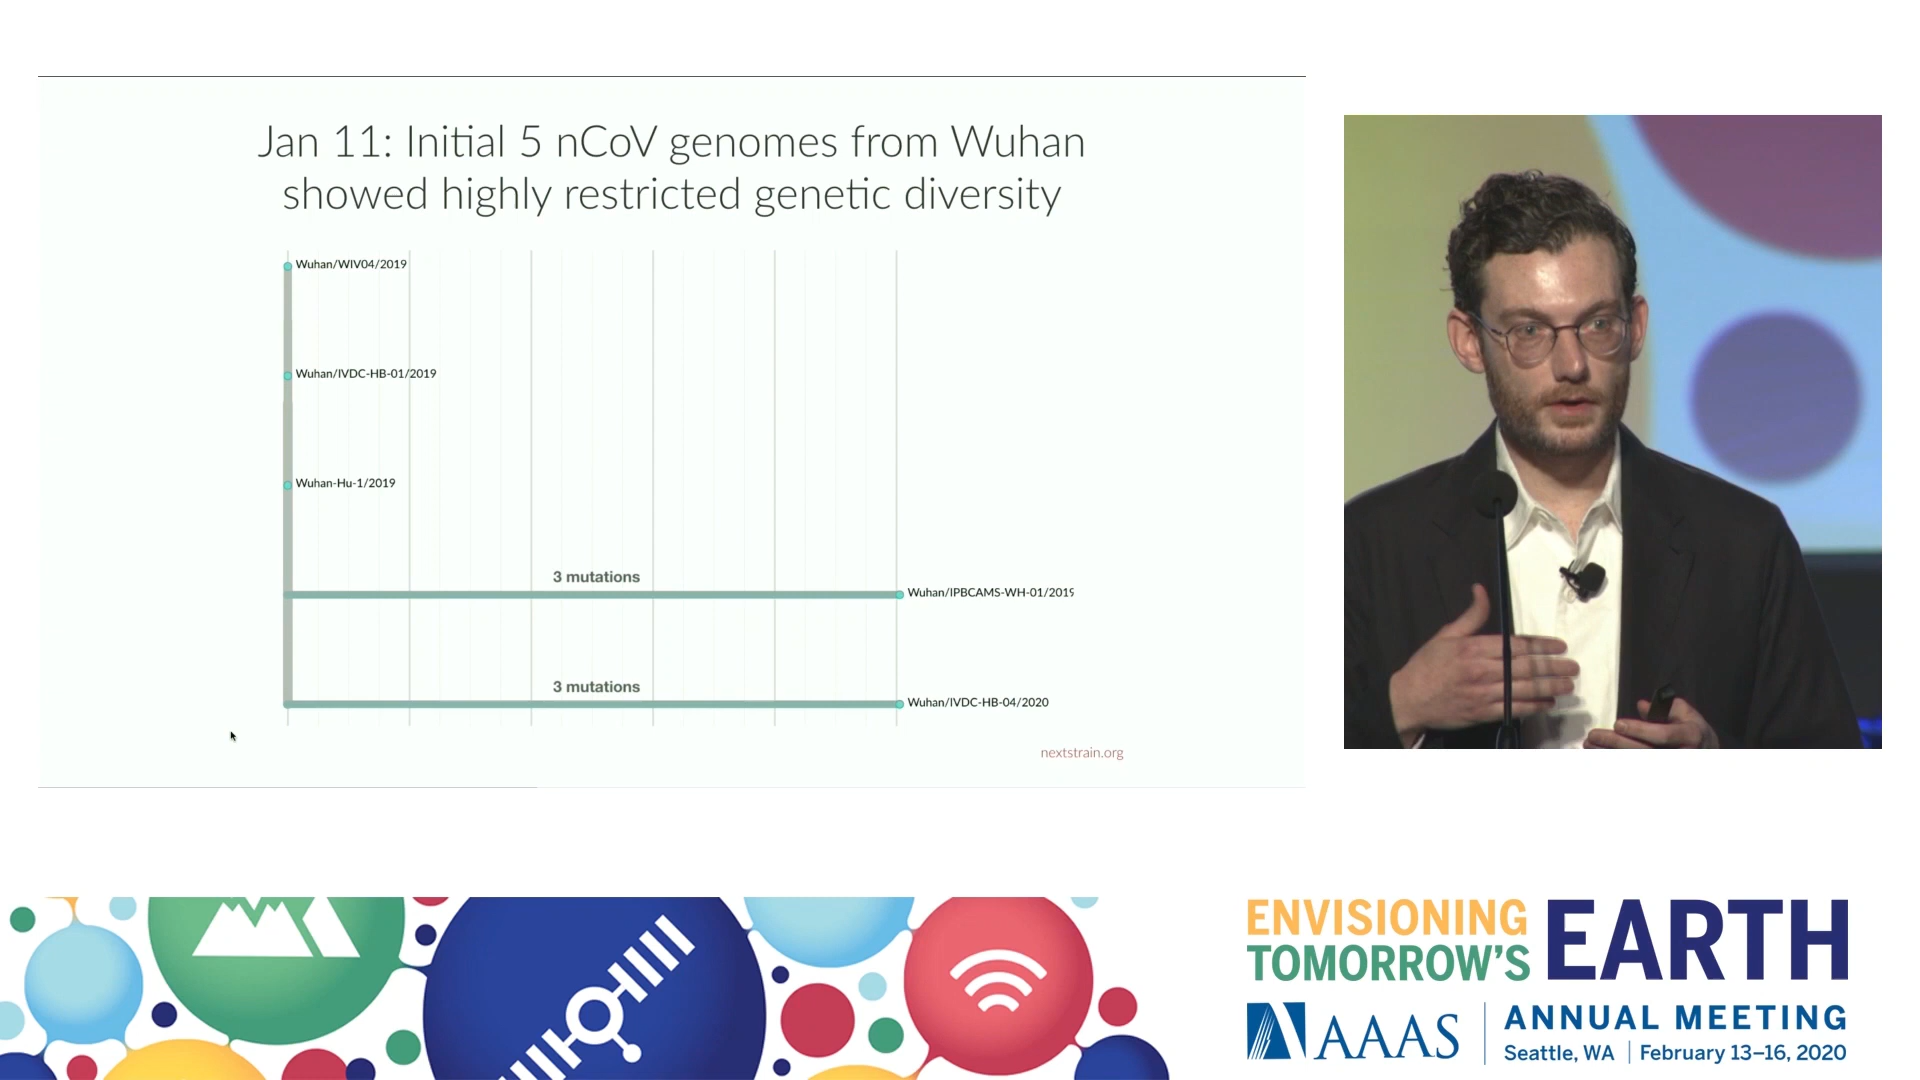 Jan 11: Initial 5 nCoV genomes from Wuhan
showed highly restricted genetic diversity
Wuhan/WIV04/2019
Wuhan/IVDC-HB-01/2019
Wuhan-Hu-1/2019
3 mutations
Wuhan/IPBCAMS-WH-01/2019
3 mutations
Wuhan/IVDC-HB-04/2020
nextstrain.org
ENVISIONING
TOMORROW'S
EARTH
AAAS
ANNUAL MEETING
Seattle, WA | February 13–16, 2020